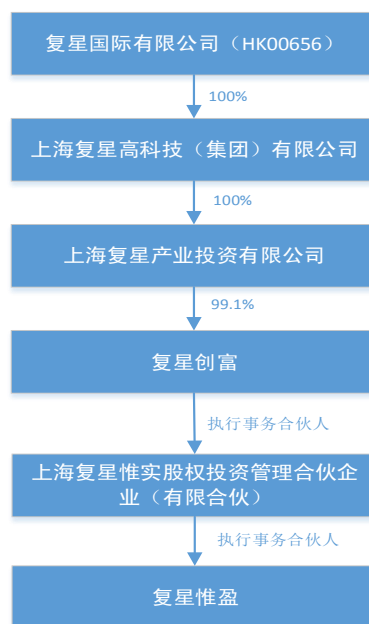 复星国际有限公司（HK00656）
100%
上海复星高科技（集团）有限公司
100%
上海复星产业投资有限公司
99.1%
复星创富
执行事务合伙人
上海复星惟实股权投资管理合伙企
业（有限合伙）
执行事务合伙人
复星惟盈